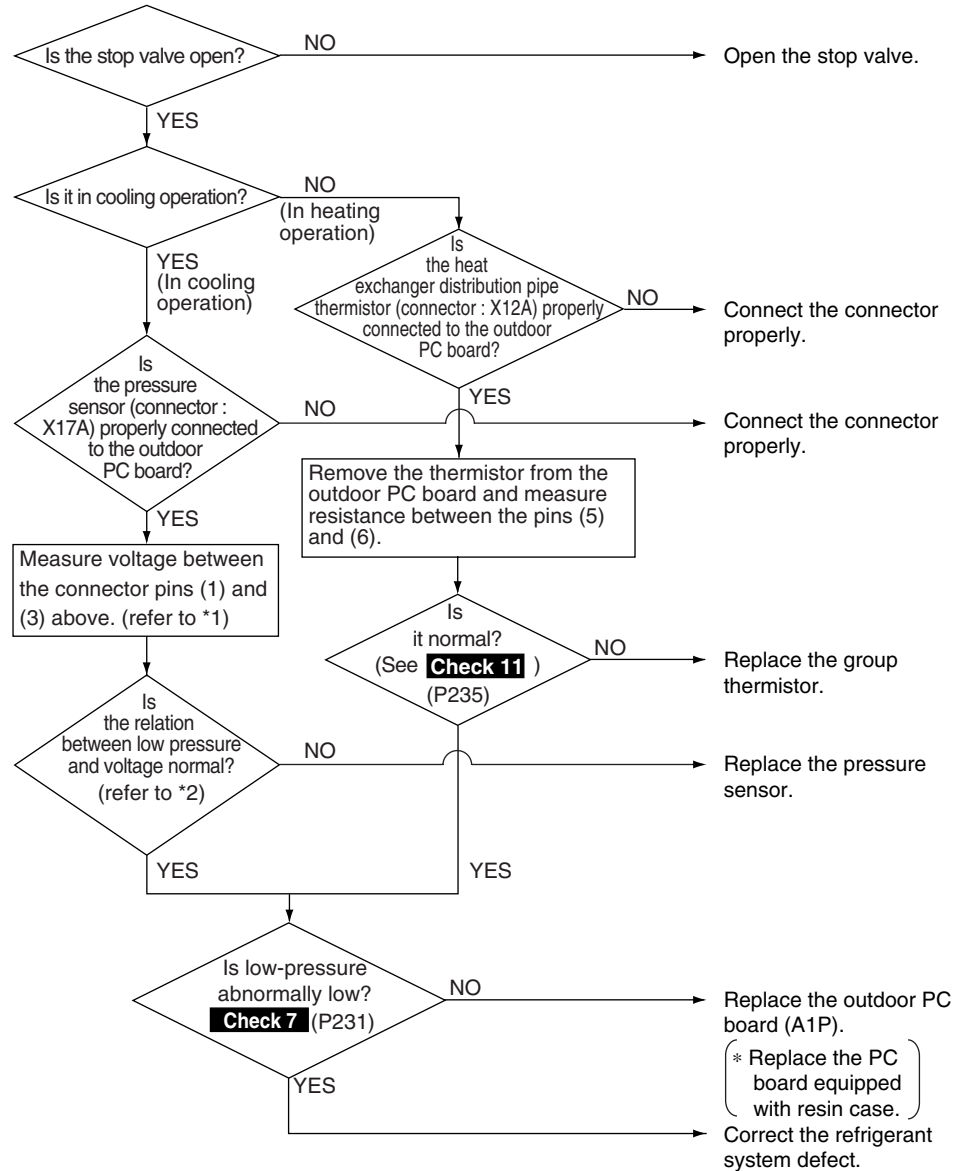 Is the stop valve open?
NO
Open the stop valve.
YES
Is it in cooling operation?
NO
(In heating
operation)
YES
(In cooling
operation)
Is
the heat
exchanger distribution pipe
thermistor (connector : X12A) properly
connected to the outdoor
PC board?
NO
Connect the connector
properly.
YES
Is
the pressure
sensor (connector :
X17A) properly connected
to the outdoor
PC board?
NO
Connect the connector
properly.
YES
Remove the thermistor from the
outdoor PC board and measure
resistance between the pins (5)
and (6).
Measure voltage between
the connector pins (1) and
(3) above. (refer to *1)
Is
it normal?
(See Check 11 )
(P235)
NO
Replace the group
thermistor.
YES
Is
the relation
between low pressure
and voltage normal?
(refer to *2)
NO
Replace the pressure
sensor.
YES
Is low-pressure
abnormally low?
Check 7 (P231)
NO
Replace the outdoor PC
board (A1P).
* Replace the PC
board equipped
with resin case.
YES
Correct the refrigerant
system defect.